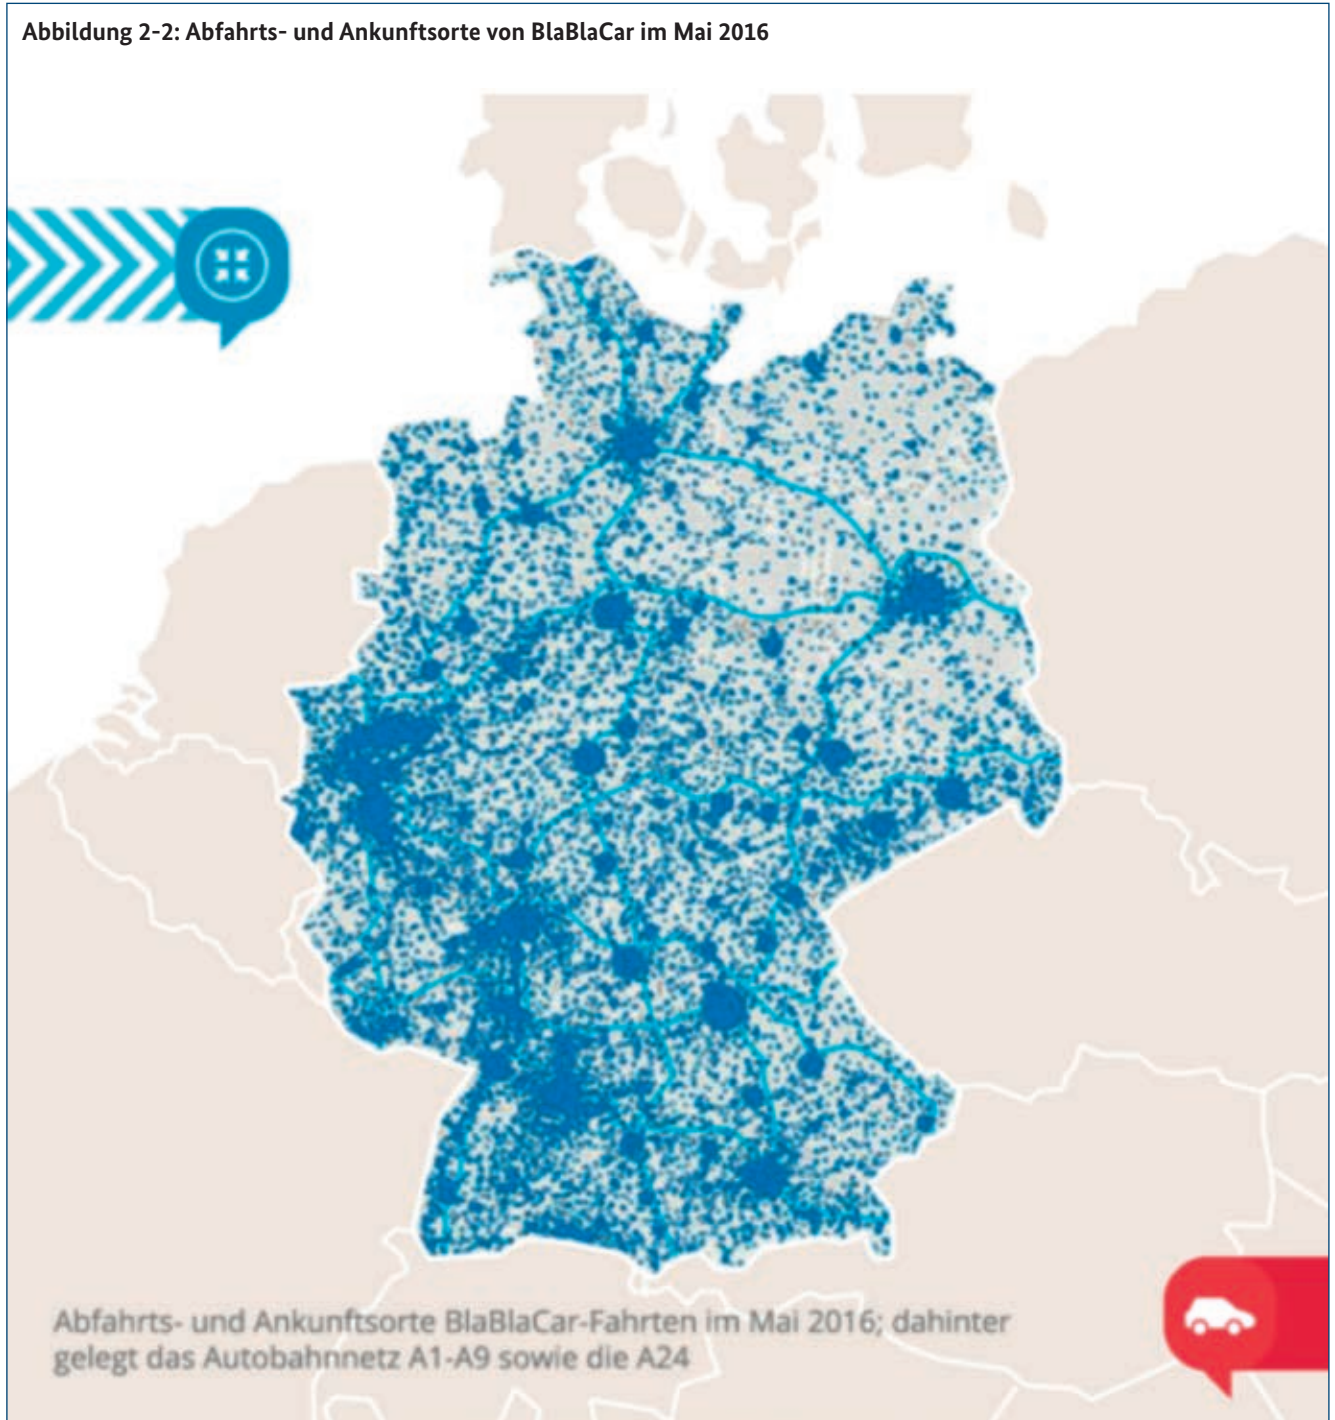 Abbildung 2-2: Abfahrts- und Ankunftsorte von BlaBlaCar im Mai 2016
Abfahrts- und Ankunftsorte BlaBlaCar-Fahrten im Mai 2016; dahinter
gelegt das Autobahnnetz A1-A9 sowie die A24